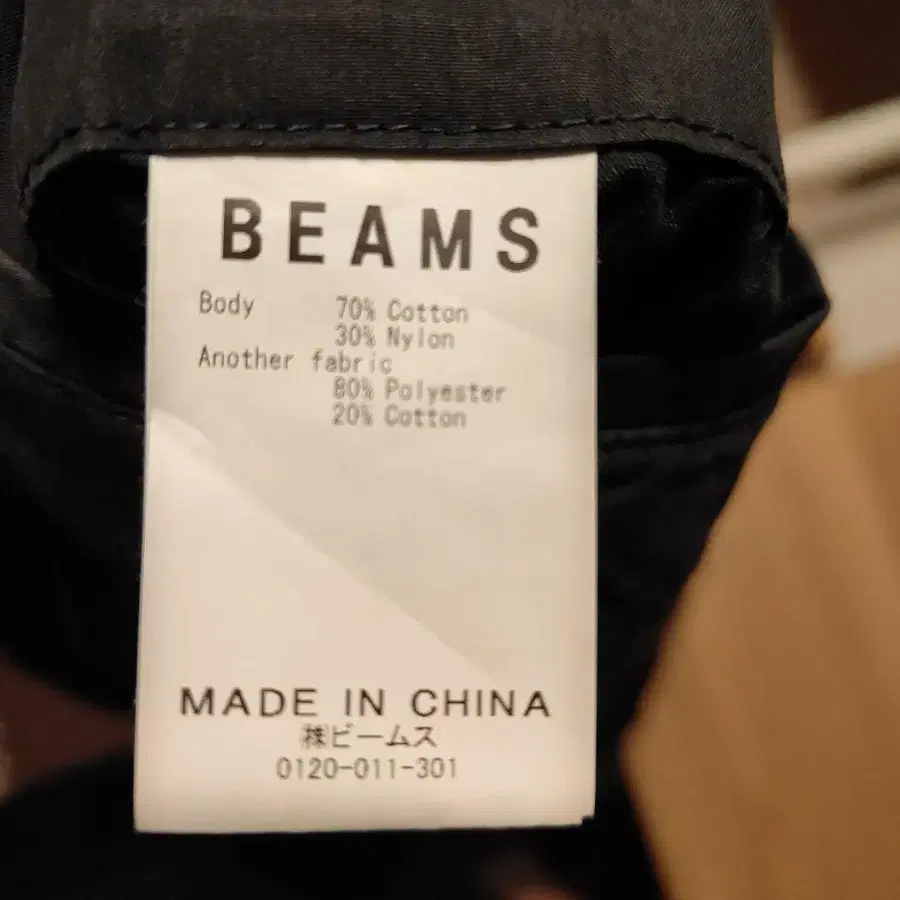 BEAMS
Body 70% Cotton
30% Nylon
Another fabric
80% Polyester
20% Cotton
MADE IN CHINA
㈱ビームス
0120-011-301